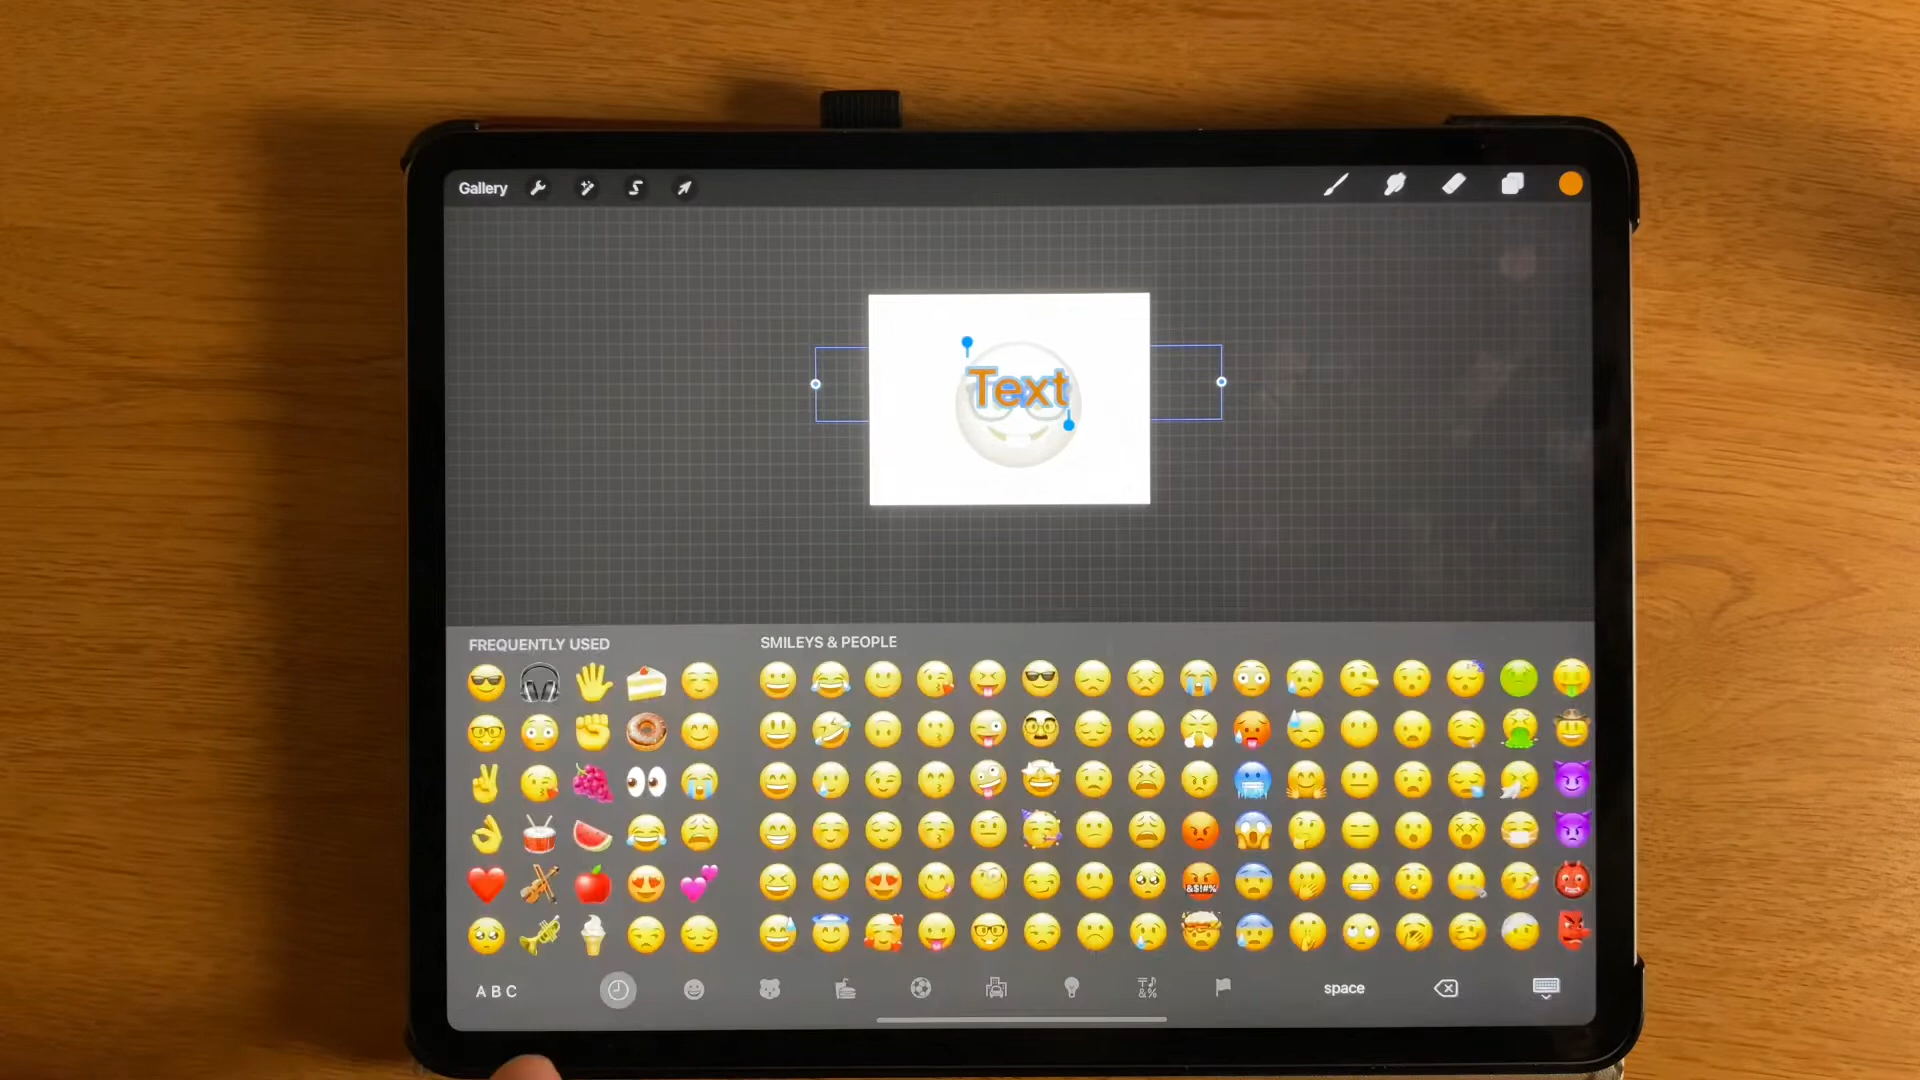 Gallery
Text
FREQUENTLY USED
SMILEYS & PEOPLE
&$!#%
ABC
&%
space